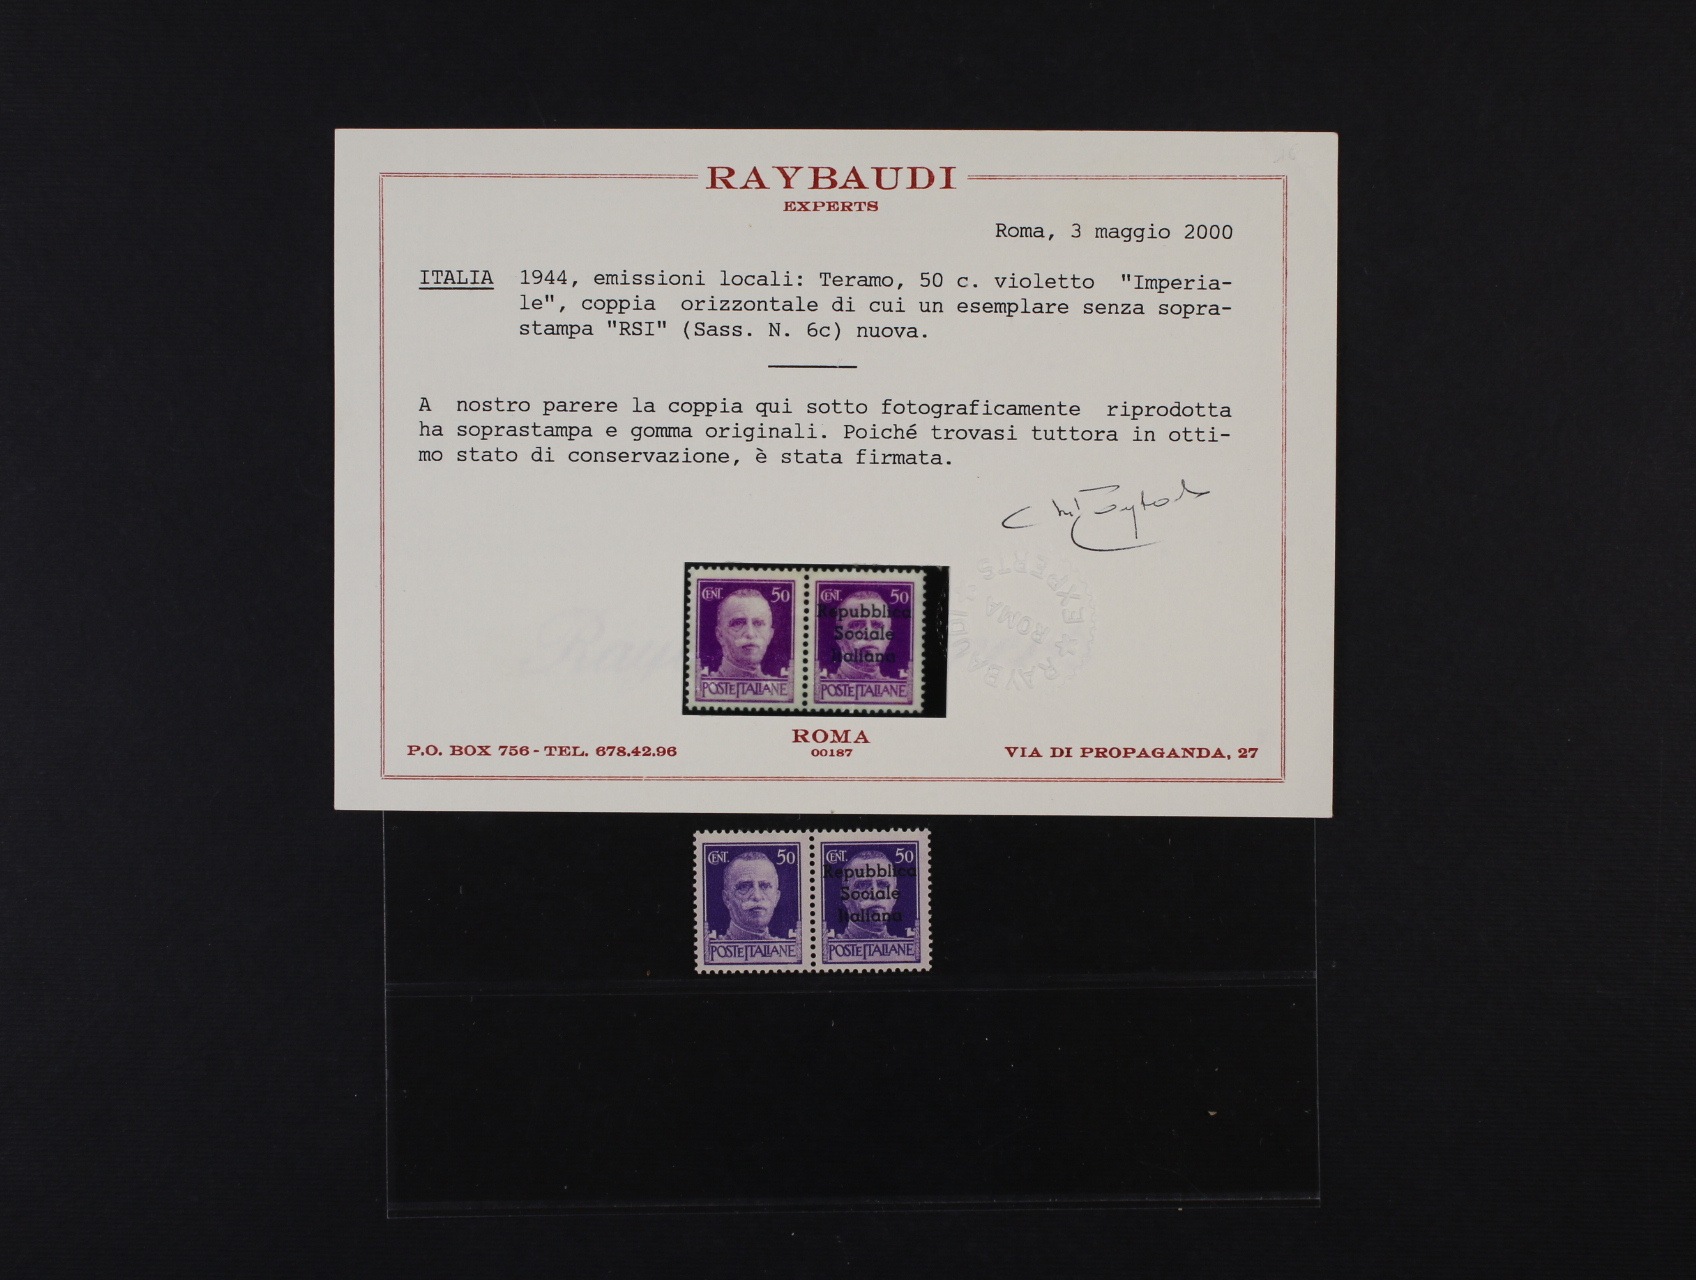 RAYBAUDI
EXPERTS
Roma, 3 maggio 2000
ITALIA 1944, emissioni locali: Teramo, 50 c. violetto "Imperia-
le", coppia orizzontale di cui un esemplare senza sopra-
stampa "RSI" (Sass. N. 6c) nuova.
A nostro parere la coppia qui sotto fotograficamente riprodotta
ha soprastampa e gomma originali. Poiché trovasi tuttora in otti-
mo stato di conservazione, è stata firmata.
CENT. 50 CENT. 50
Repubblica
Sociale
Italiana
POSTE ITALIANE POSTE ITALIANE
RAYBAUDI EXPERTS ROMA
ROMA
00187
P.O. BOX 756 - TEL. 678.42.96
VIA DI PROPAGANDA, 27
CENT. 50 CENT. 50
Repubblica
Sociale
Italiana
POSTE ITALIANE POSTE ITALIANE